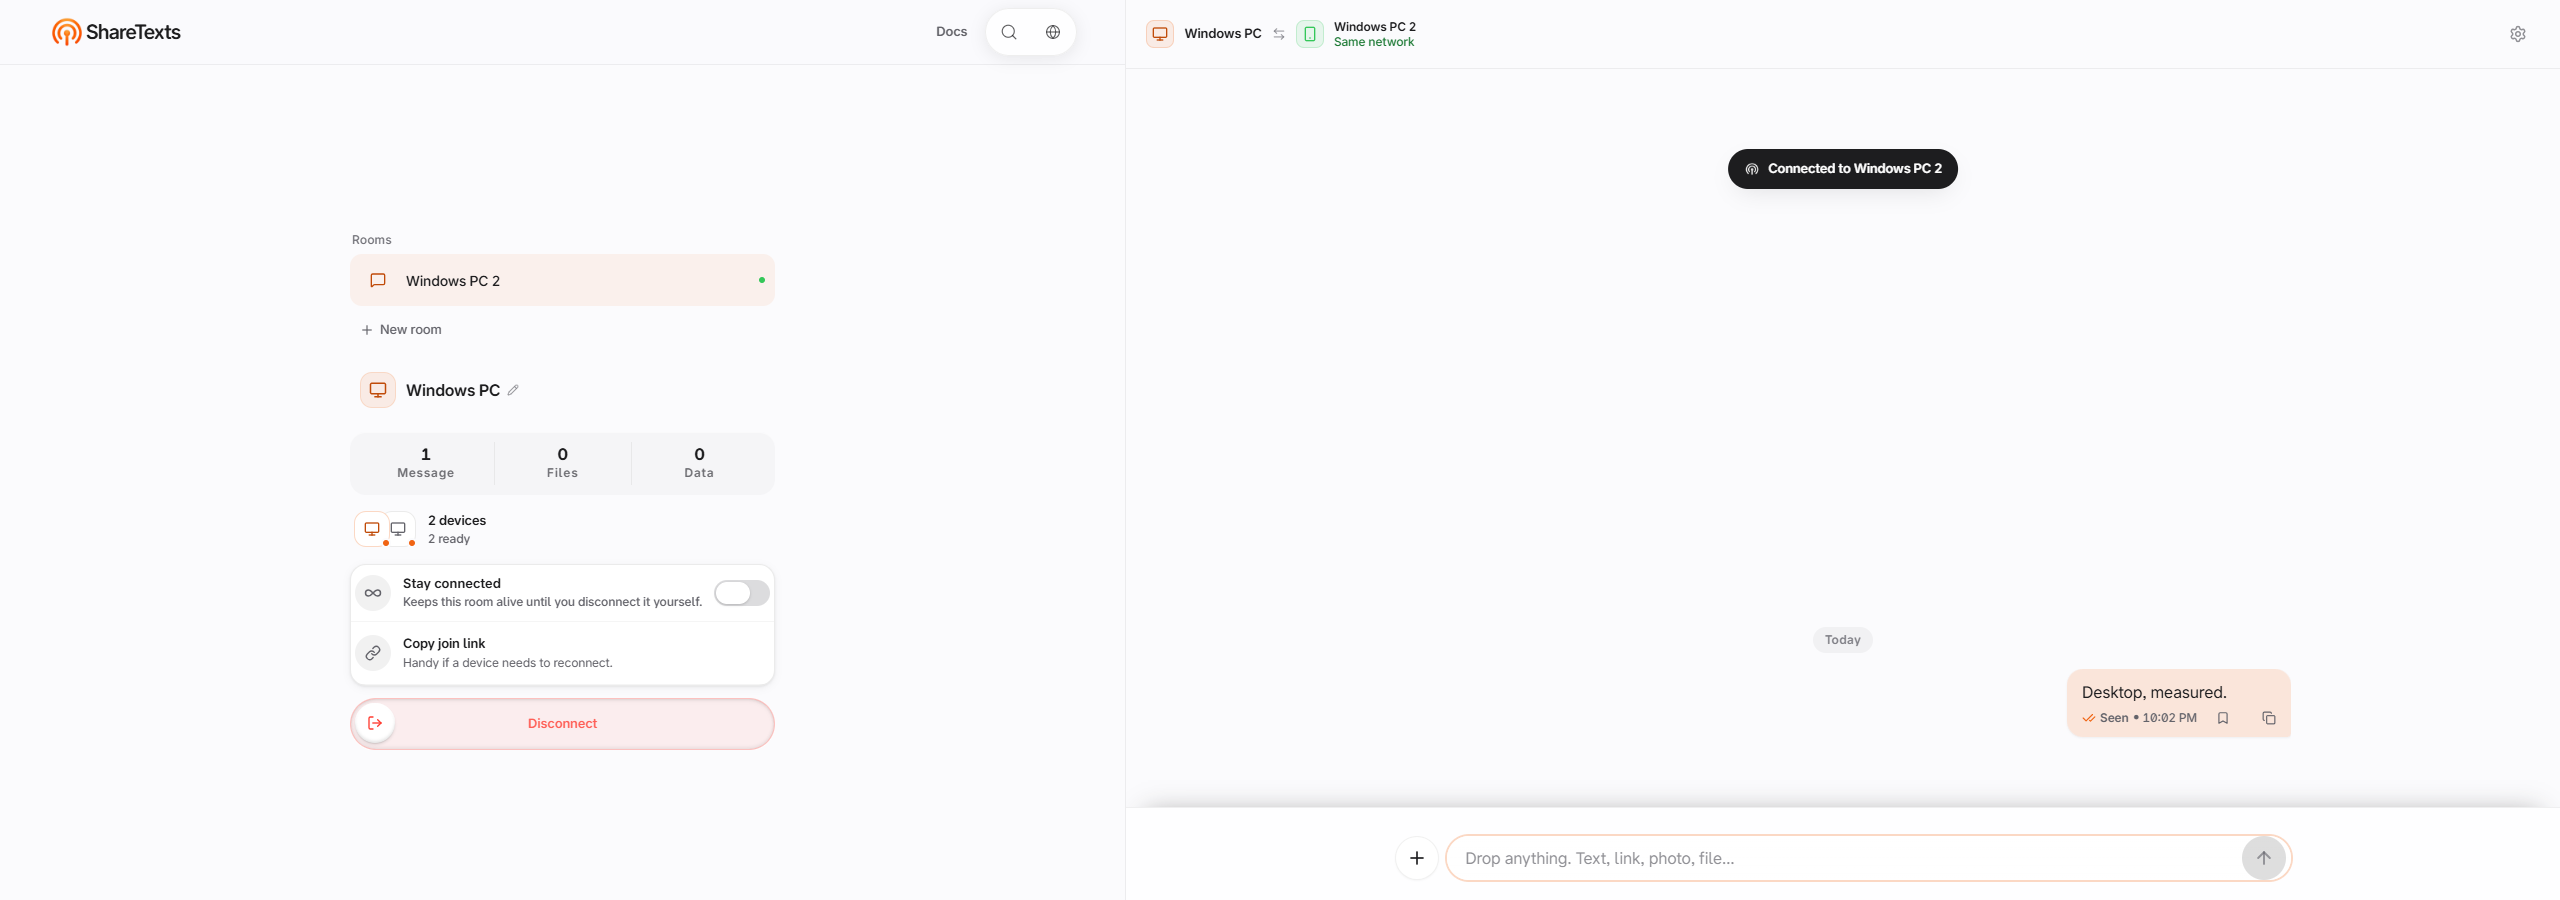 ShareTexts
Docs
Rooms
Windows PC 2
New room
Windows PC
1
Message
0
Files
0
Data
2 devices
2 ready
Stay connected
Keeps this room alive until you disconnect it yourself.
Copy join link
Handy if a device needs to reconnect.
Disconnect
Windows PC
Windows PC 2
Same network
Connected to Windows PC 2
Today
Desktop, measured.
Seen • 10:02 PM
Drop anything. Text, link, photo, file...